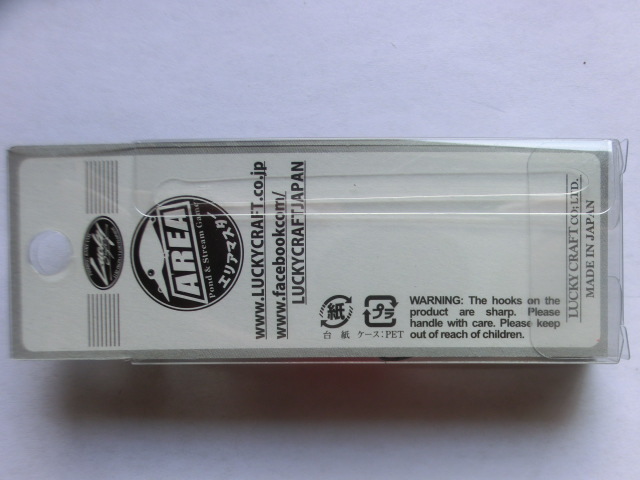 Lucky
AREA
Pond & Stream Game
エリアマスタ
www.LUCKYCRAFT.co.jp
www.facebook.com/
LUCKYCRAFTJAPAN
紙
台 紙
プラ
ケース:PET
WARNING: The hooks on the
product are sharp. Please
handle with care. Please keep
out of reach of children.
LUCKY CRAFT CO.,LTD.
MADE IN JAPAN